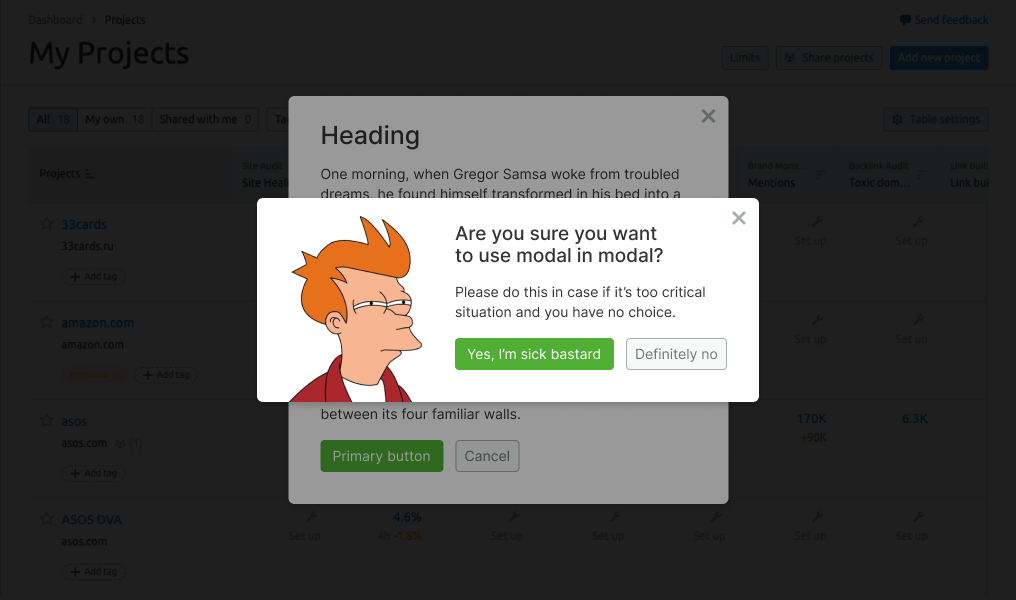 Dashboard > Projects
Send feedback
My Projects
Limits
Share projects
Add new project
All 18
My own 18
Shared with me 0
Table settings
Heading
One morning, when Gregor Samsa woke from troubled
dreams, he found himself transformed in his bed into a
Projects
Site Audit
Site Heal
Brand Monit...
Mentions
Backlink Audit
Toxic dom...
Link Buil
Link bui
33cards
33cards.ru
+ Add tag
Set up
Set up
Are you sure you want
to use modal in modal?
Please do this in case if it's too critical
situation and you have no choice.
Yes, I'm sick bastard
Definitely no
amazon.com
amazon.com
+ Add tag
Set up
Set up
between its four familiar walls.
Primary button
Cancel
asos
asos.com (1)
+ Add tag
170K
+90K
6.3K
ASOS DVA
asos.com
+ Add tag
Set up
4.6%
4h -1.8%
Set up
Set up
Set up
Set up
Set up